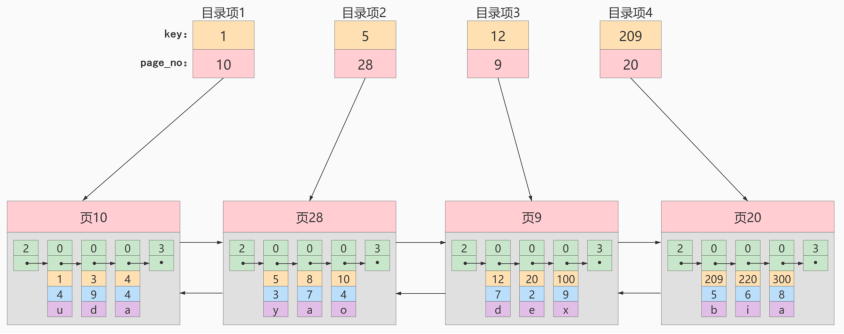 目录项1 目录项2 目录项3 目录项4
key: 1 5 12 209
page_no: 10 28 9 20
页10 页28 页9 页20
2 0 0 0 3 2 0 0 0 3 2 0 0 0 3 2 0 0 0 3
1 3 4 5 8 10 12 20 100 209 220 300
4 9 4 3 7 4 7 2 9 5 6 8
u d a y a o d e x b i a